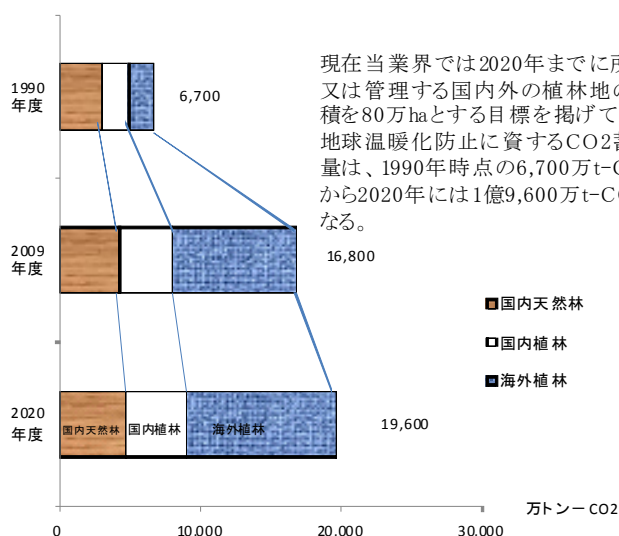 1990
年度
6,700
現在当業界では2020年までに所
又は管理する国内外の植林地の
積を80万haとする目標を掲げて
地球温暖化防止に資するCO2蓄
量は、1990年時点の6,700万t-C
から2020年には1億9,600万t-CO
なる。
2009
年度
16,800
国内天然林
国内植林
海外植林
2020
年度
国内天然林
国内植林
海外植林
19,600
万トンーCO2
0
10.000
20.000
30.000